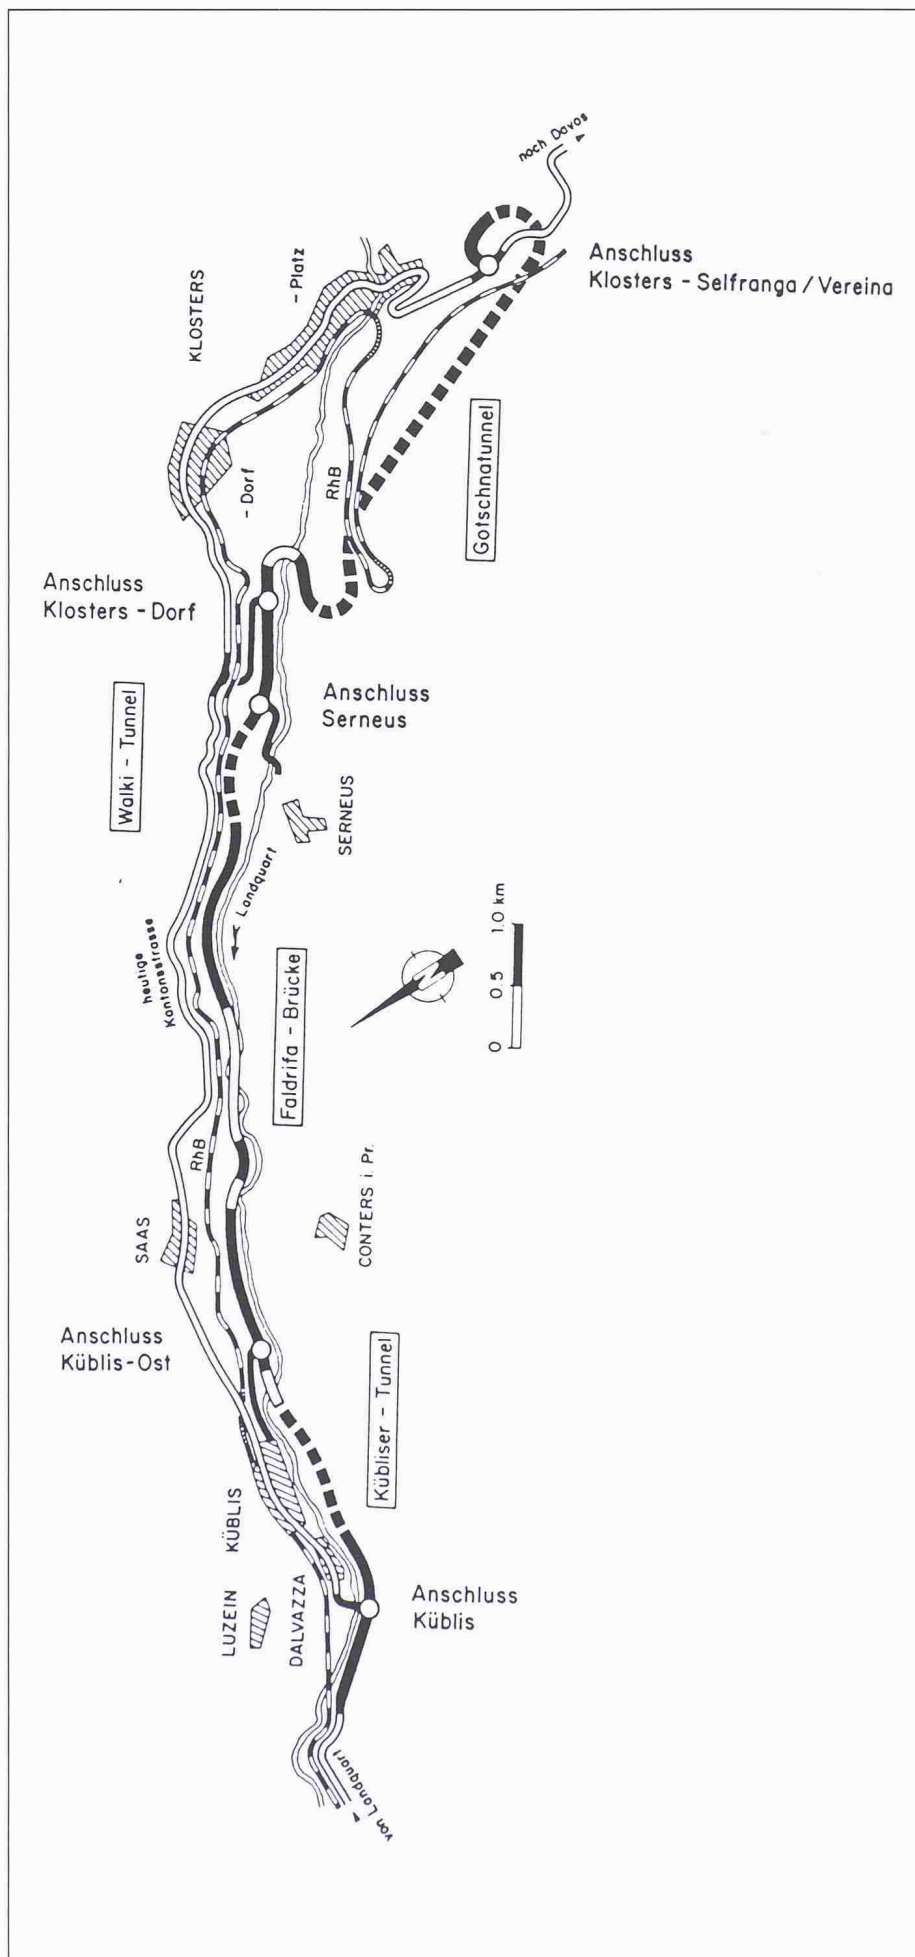 nach Davos
Anschluss
Klosters - Selfranga / Vereina
- Platz
KLOSTERS
Gotschnatunnel
RhB
- Dorf
Anschluss
Klosters - Dorf
Anschluss
Serneus
Walki - Tunnel
SERNEUS
Landquart
heutige
Kantonsstrasse
Faldrifa - Brücke
N
0 0.5 1.0 km
RhB
SAAS
CONTERS i. Pr.
Anschluss
Küblis-Ost
Kübliser - Tunnel
KÜBLIS
LUZEIN
DALVAZZA
Anschluss
Küblis
von Landquart